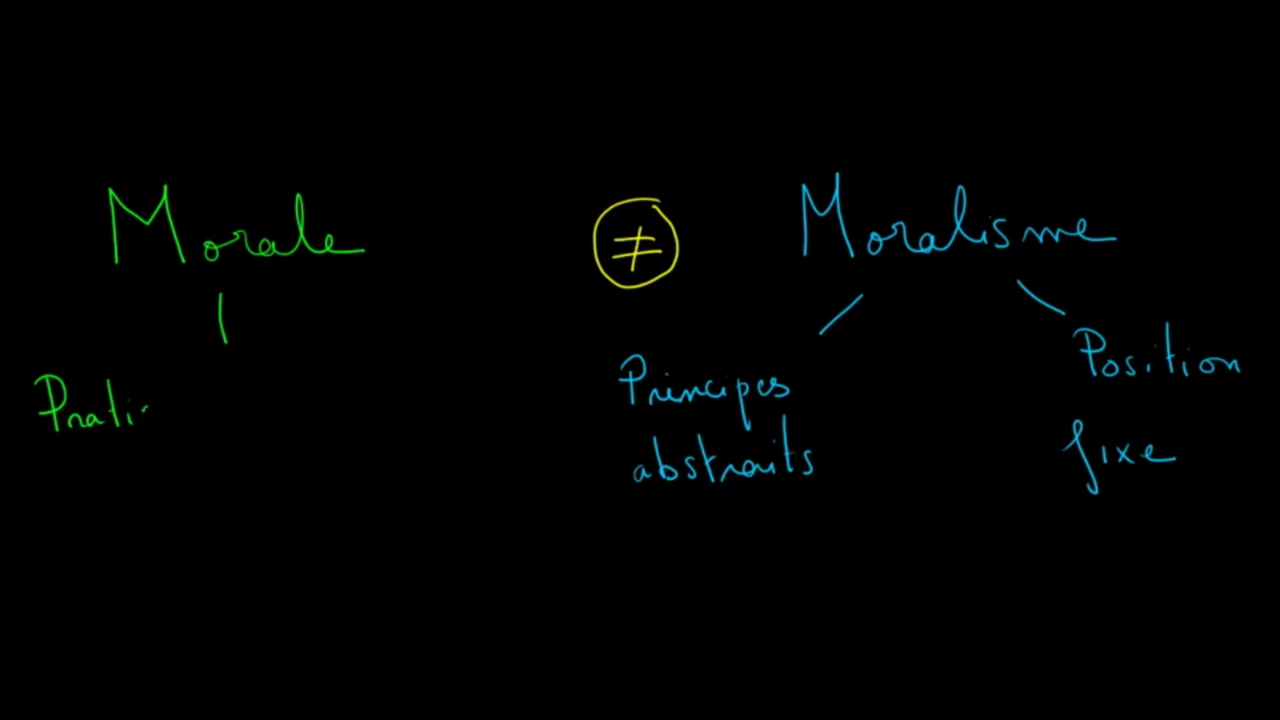 Morale
≠
Moralisme
Prati
Principes
abstraits
Position
fixe